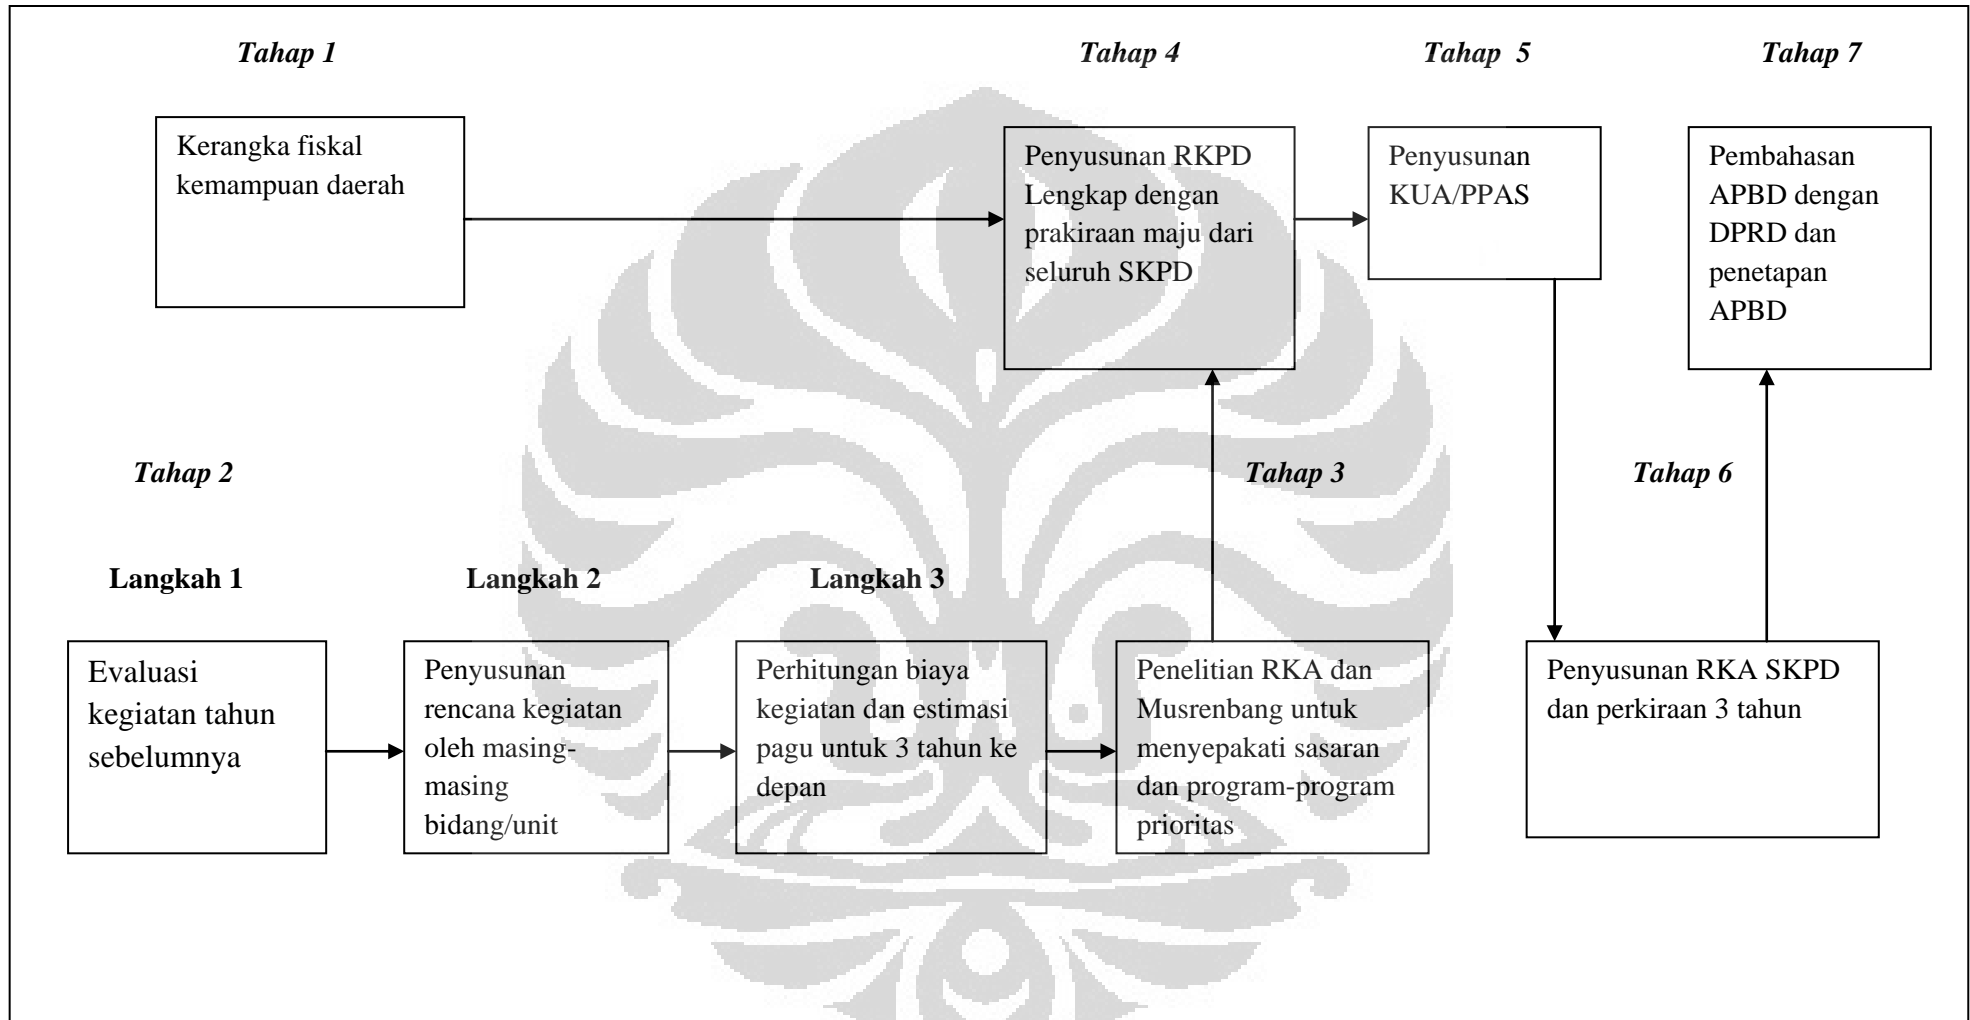 Tahap 1
Tahap 4
Tahap 5
Tahap 7
Kerangka fiskal
kemampuan daerah
Penyusunan RKPD
Lengkap dengan
prakiraan maju dari
seluruh SKPD
Penyusunan
KUA/PPAS
Pembahasan
APBD dengan
DPRD dan
penetapan
APBD
Tahap 2
Tahap 3
Tahap 6
Langkah 1
Langkah 2
Langkah 3
Evaluasi
kegiatan tahun
sebelumnya
Penyusunan
rencana kegiatan
oleh masing-
masing
bidang/unit
Perhitungan biaya
kegiatan dan estimasi
pagu untuk 3 tahun ke
depan
Penelitian RKA dan
Musrenbang untuk
menyepakati sasaran
dan program-program
prioritas
Penyusunan RKA SKPD
dan perkiraan 3 tahun